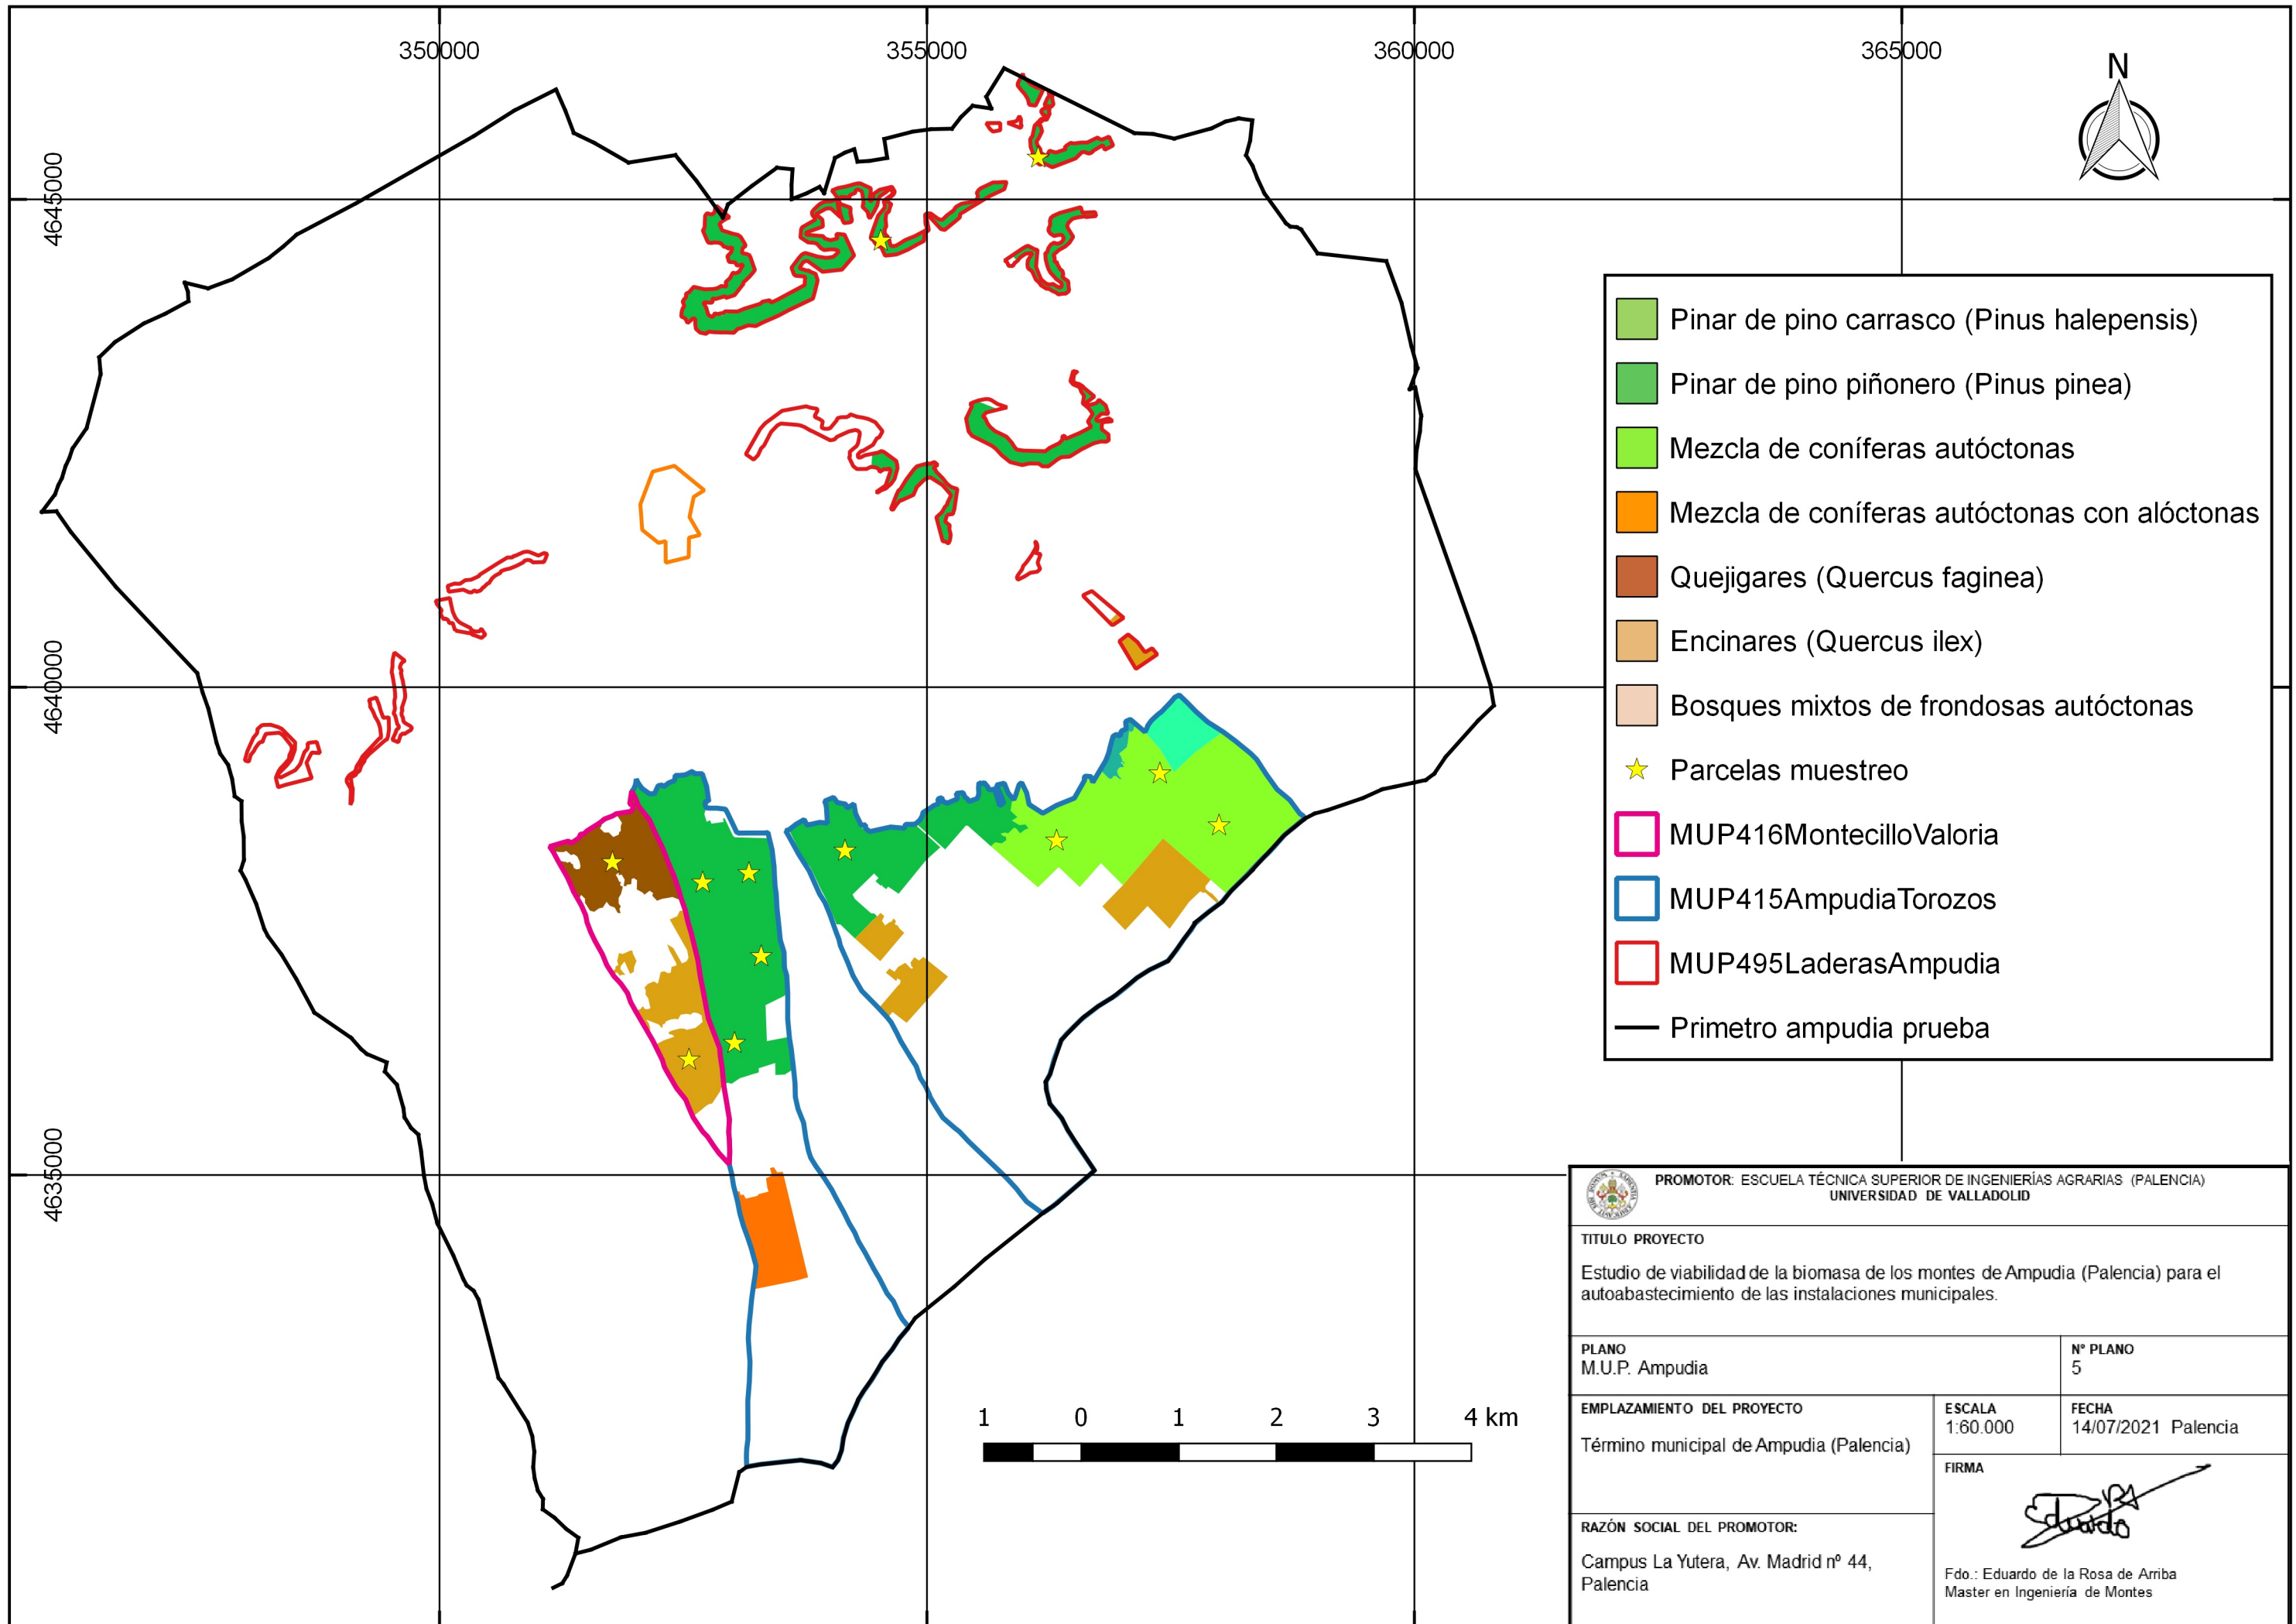 350000
355000
360000
365000
N
4645000
4640000
4635000
Pinar de pino carrasco (Pinus halepensis)
Pinar de pino piñonero (Pinus pinea)
Mezcla de coníferas autóctonas
Mezcla de coníferas autóctonas con alóctonas
Quejigares (Quercus faginea)
Encinares (Quercus ilex)
Bosques mixtos de frondosas autóctonas
Parcelas muestreo
MUP416MontecilloValoria
MUP415AmpudiaTorozos
MUP495LaderasAmpudia
Primetro ampudia prueba
1 0 1 2 3 4 km
PROMOTOR: ESCUELA TÉCNICA SUPERIOR DE INGENIERÍAS AGRARIAS (PALENCIA)
UNIVERSIDAD DE VALLADOLID
TITULO PROYECTO
Estudio de viabilidad de la biomasa de los montes de Ampudia (Palencia) para el
autoabastecimiento de las instalaciones municipales.
PLANO
M.U.P. Ampudia
Nº PLANO
5
EMPLAZAMIENTO DEL PROYECTO
Término municipal de Ampudia (Palencia)
ESCALA
1:60.000
FECHA
14/07/2021 Palencia
FIRMA
Eduardo
RAZÓN SOCIAL DEL PROMOTOR:
Campus La Yutera, Av. Madrid nº 44,
Palencia
Fdo.: Eduardo de la Rosa de Arriba
Master en Ingeniería de Montes